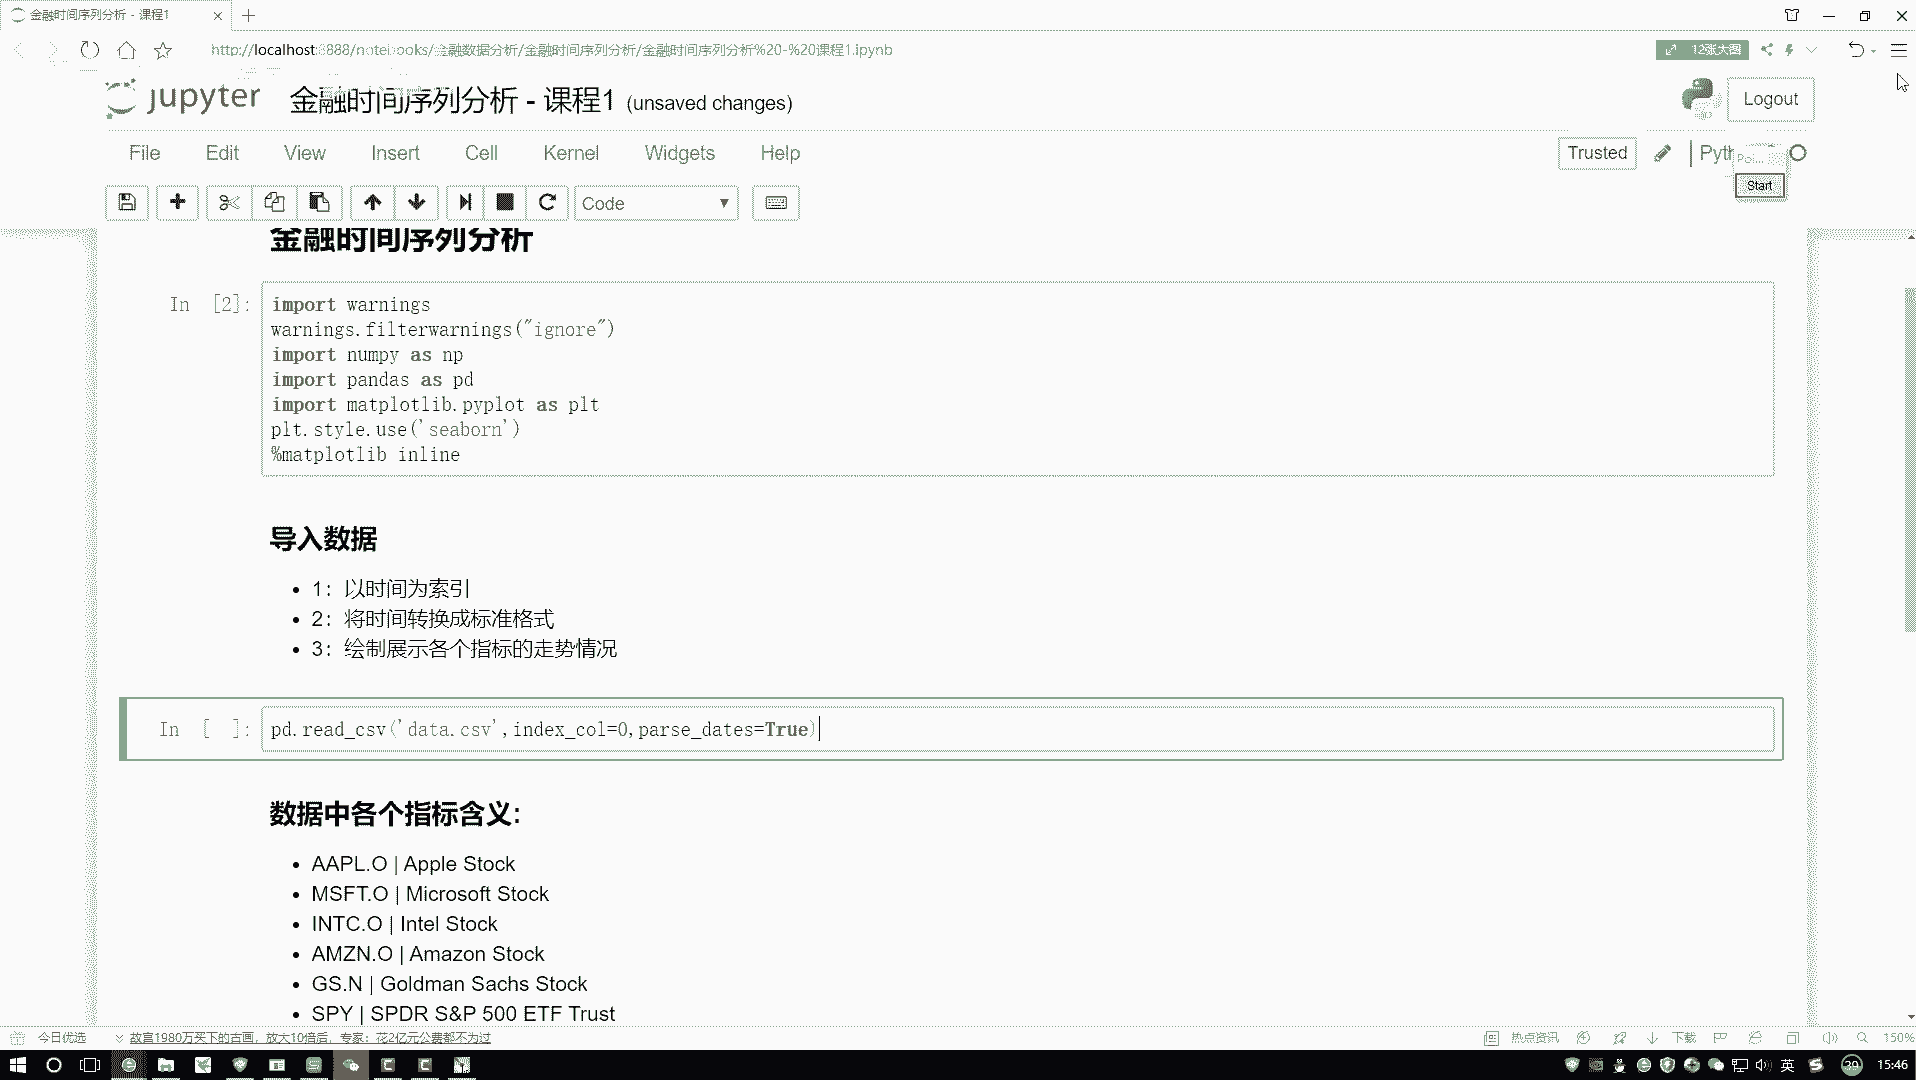 金融时间序列分析 - 课程1
http://localhost:8888/notebooks/金融数据分析/金融时间序列分析/金融时间序列分析%20-%20课程1.ipynb
12张大图
jupyter 金融时间序列分析 - 课程1 (unsaved changes)
Logout
File Edit View Insert Cell Kernel Widgets Help
Trusted
Start
Code
金融时间序列分析
In [2]:
import warnings
warnings.filterwarnings("ignore")
import numpy as np
import pandas as pd
import matplotlib.pyplot as plt
plt.style.use('seaborn')
%matplotlib inline
导入数据
• 1：以时间为索引
• 2：将时间转换成标准格式
• 3：绘制展示各个指标的走势情况
In [ ]: pd.read_csv('data.csv',index_col=0,parse_dates=True)
数据中各个指标含义:
• AAPL.O | Apple Stock
• MSFT.O | Microsoft Stock
• INTC.O | Intel Stock
• AMZN.O | Amazon Stock
• GS.N | Goldman Sachs Stock
• SPY | SPDR S&P 500 ETF Trust
今日优选 故宫1980万买下的古画，放大10倍后，专家：花2亿元公费都不为过
热点资讯 下载 150%
英 39 15:46